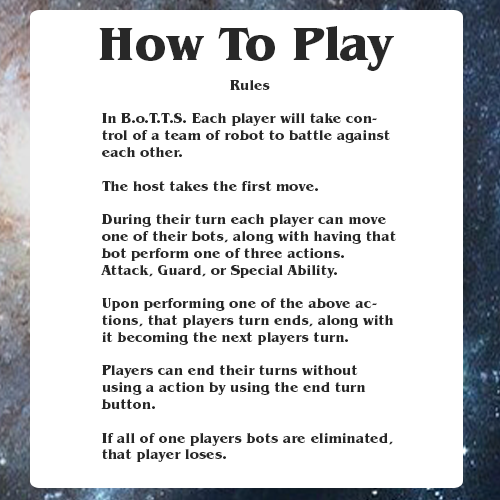 How To Play
Rules
In B.o.T.T.S. Each player will take con-
trol of a team of robot to battle against
each other.
The host takes the first move.
During their turn each player can move
one of their bots, along with having that
bot perform one of three actions.
Attack, Guard, or Special Ability.
Upon performing one of the above ac-
tions, that players turn ends, along with
it becoming the next players turn.
Players can end their turns without
using a action by using the end turn
button.
If all of one players bots are eliminated,
that player loses.